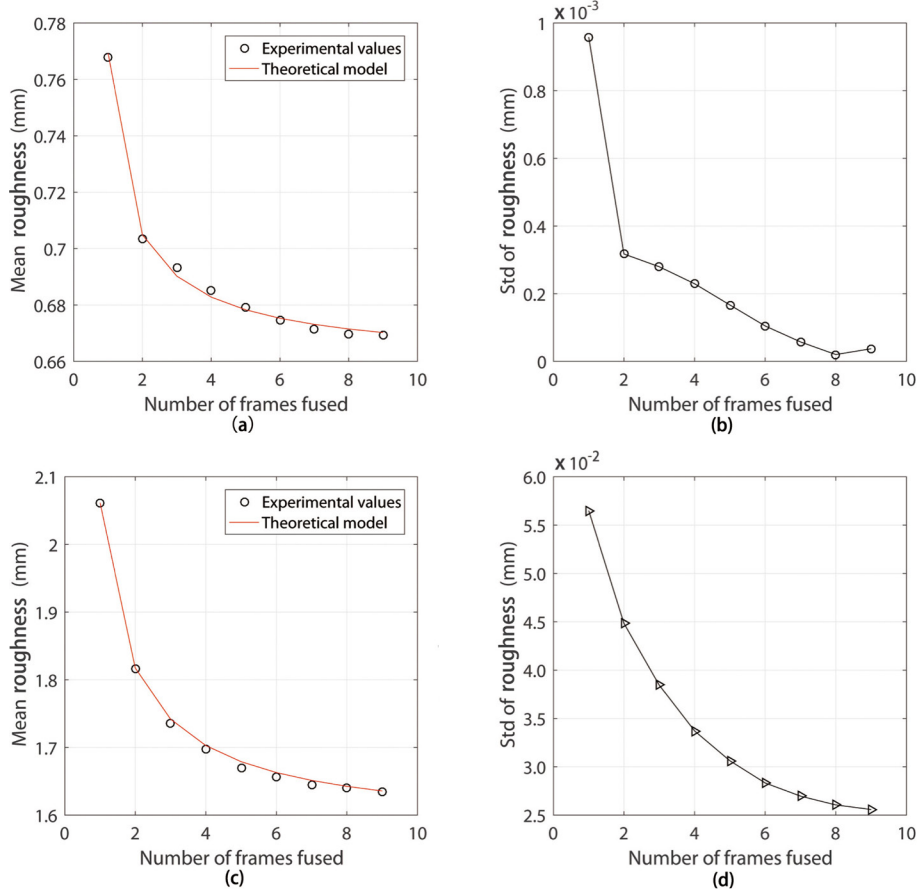 0.78
0.76
0.74
0.72
0.7
0.68
0.66
Mean roughness (mm)
Experimental values
Theoretical model
0 2 4 6 8 10
Number of frames fused
(a)
x 10-3
1
0.8
0.6
0.4
0.2
0
Std of roughness (mm)
0 2 4 6 8 10
Number of frames fused
(b)
2.1
2
1.9
1.8
1.7
1.6
Mean roughness (mm)
Experimental values
Theoretical model
0 2 4 6 8 10
Number of frames fused
(c)
x 10-2
6.0
5.5
5.0
4.5
4.0
3.5
3.0
2.5
Std of roughness (mm)
0 2 4 6 8 10
Number of frames fused
(d)